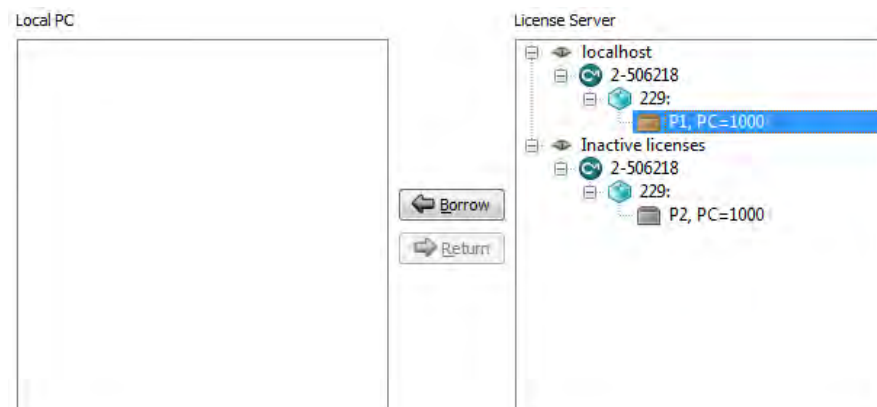 Local PC
License Server
localhost
2-506218
229:
P1, PC=1000
Inactive licenses
2-506218
229:
P2, PC=1000
Borrow
Return